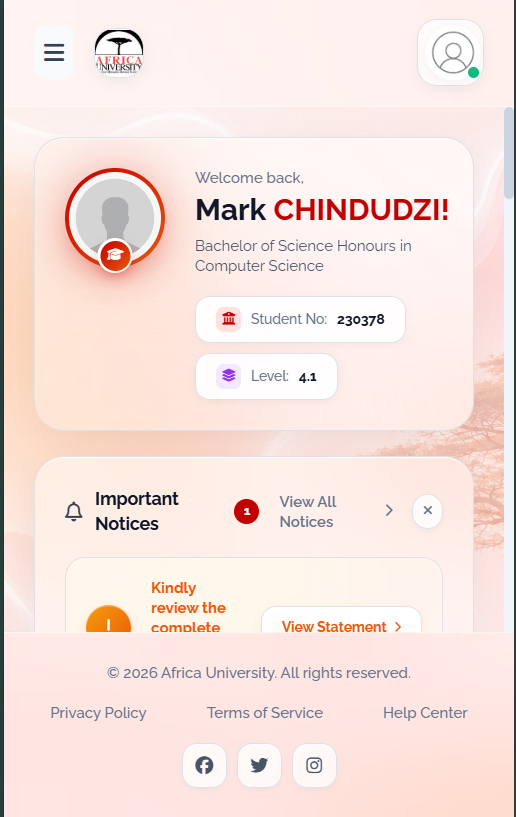 AFRICA
UNIVERSITY
Welcome back,
Mark CHINDUDZI!
Bachelor of Science Honours in
Computer Science
Student No: 230378
Level: 4.1
Important
Notices
1
View All
Notices
Kindly
review the
complete
View Statement
© 2026 Africa University. All rights reserved.
Privacy Policy
Terms of Service
Help Center